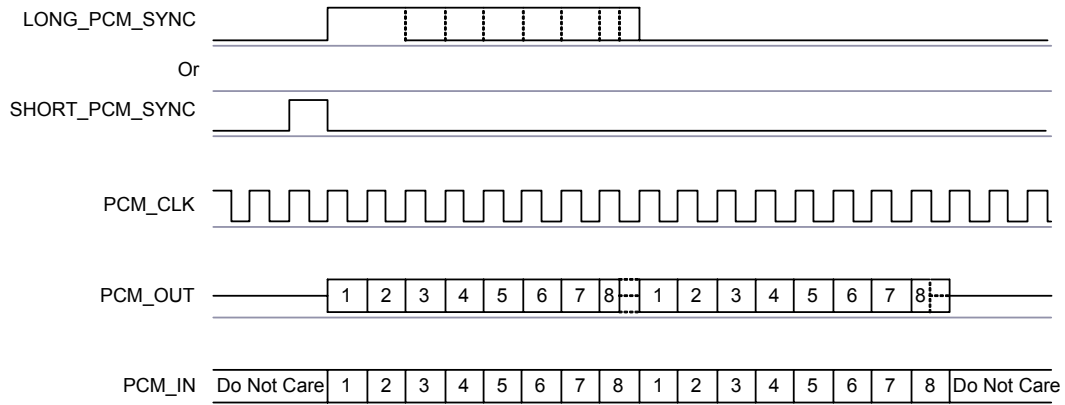 LONG_PCM_SYNC
Or
SHORT_PCM_SYNC
PCM_CLK
PCM_OUT 1 2 3 4 5 6 7 8 1 2 3 4 5 6 7 8
PCM_IN Do Not Care 1 2 3 4 5 6 7 8 1 2 3 4 5 6 7 8 Do Not Care